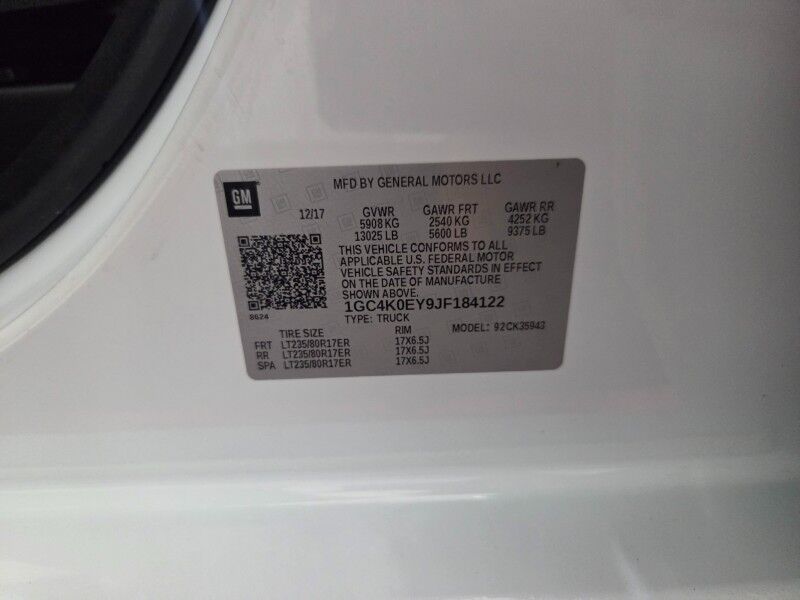 GM
MFD BY GENERAL MOTORS LLC
12/17 GVWR GAWR FRT GAWR RR
5908 KG 2540 KG 4252 KG
13025 LB 5600 LB 9375 LB
THIS VEHICLE CONFORMS TO ALL
APPLICABLE U.S. FEDERAL MOTOR
VEHICLE SAFETY STANDARDS IN EFFECT
ON THE DATE OF MANUFACTURE
SHOWN ABOVE.
8624
1GC4K0EY9JF184122
TYPE: TRUCK
TIRE SIZE RIM MODEL: 92CK35943
FRT LT235/80R17ER 17X6.5J
RR LT235/80R17ER 17X6.5J
SPA LT235/80R17ER 17X6.5J